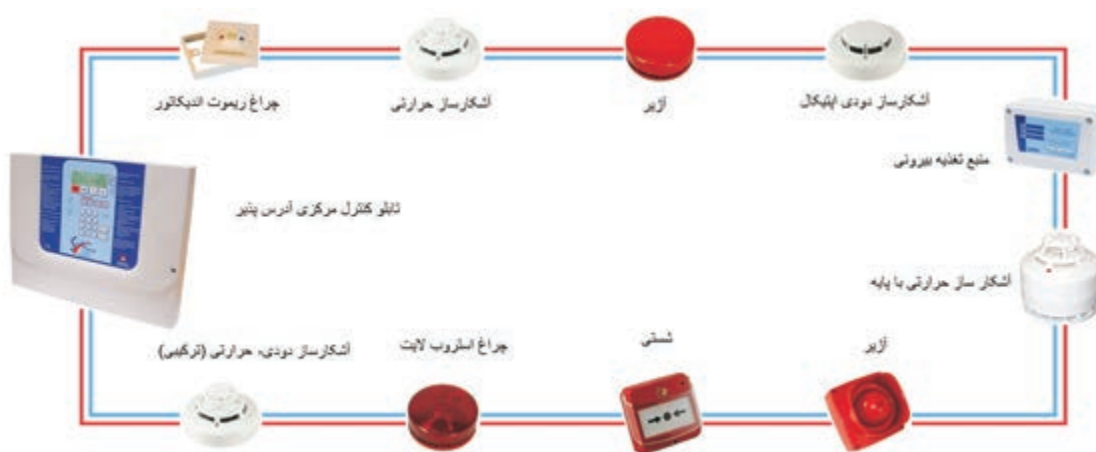 چراغ ریموت اندیکاتور
آشکارساز حرارتی
آژیر
آشکارساز دودی اپتیکال
منبع تغذیه بیرونی
تابلو کنترل مرکزی آدرس پذیر
آشکار ساز حرارتی با پایه
آشکارساز دودی، حرارتی (ترکیبی)
چراغ استروب لایت
شستی
آژیر